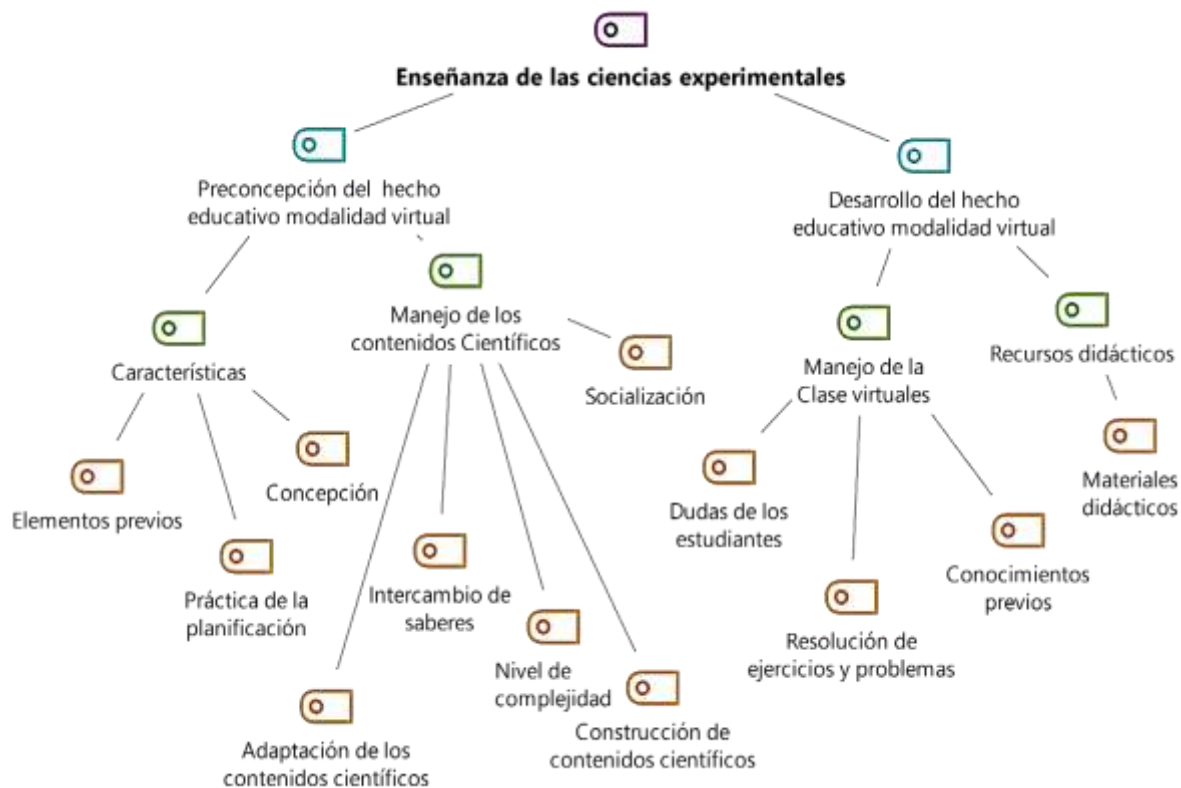 Enseñanza de las ciencias experimentales
Preconcepción del hecho
educativo modalidad virtual
Desarrollo del hecho
educativo modalidad virtual
Características
Manejo de los
contenidos Científicos
Socialización
Manejo de la
Clase virtuales
Recursos didácticos
Elementos previos
Práctica de la
planificación
Concepción
Adaptación de los
contenidos científicos
Intercambio de
saberes
Nivel de
complejidad
Construcción de
contenidos científicos
Dudas de los
estudiantes
Resolución de
ejercicios y problemas
Conocimientos
previos
Materiales
didácticos